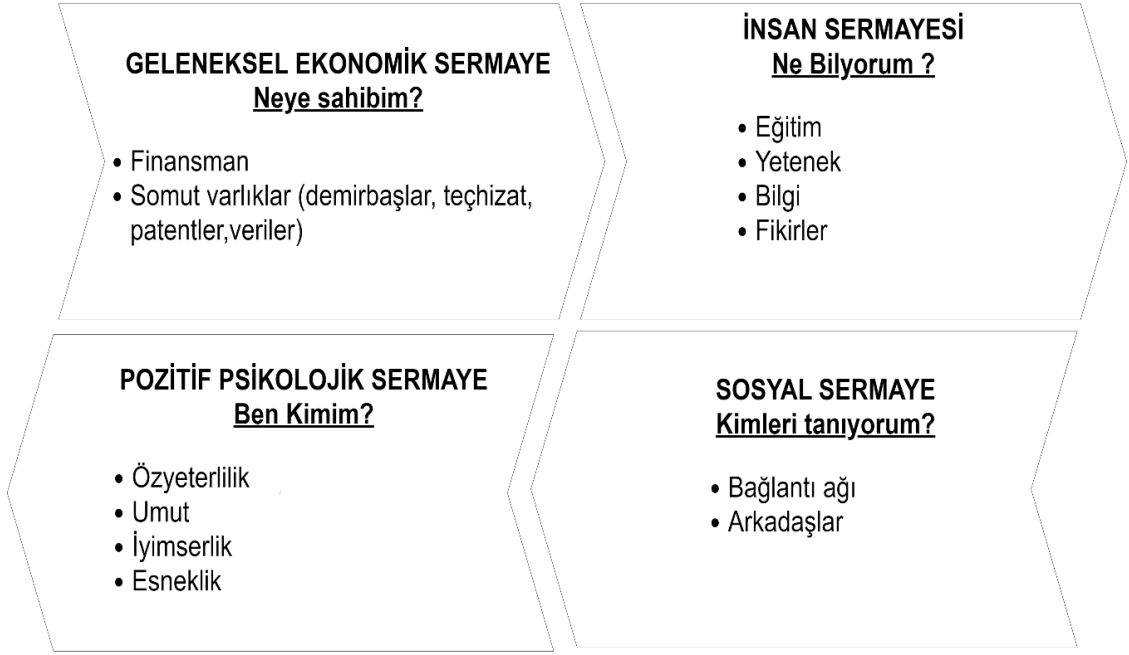 GELENEKSEL EKONOMİK SERMAYE
Neye sahibim?
• Finansman
• Somut varlıklar (demirbaşlar, teçhizat,
patentler,veriler)
İNSAN SERMAYESİ
Ne Bilyorum ?
• Eğitim
• Yetenek
• Bilgi
• Fikirler
POZİTİF PSİKOLOJİK SERMAYE
Ben Kimim?
• Özyeterlilik
• Umut
• İyimserlik
• Esneklik
SOSYAL SERMAYE
Kimleri tanıyorum?
• Bağlantı ağı
• Arkadaşlar